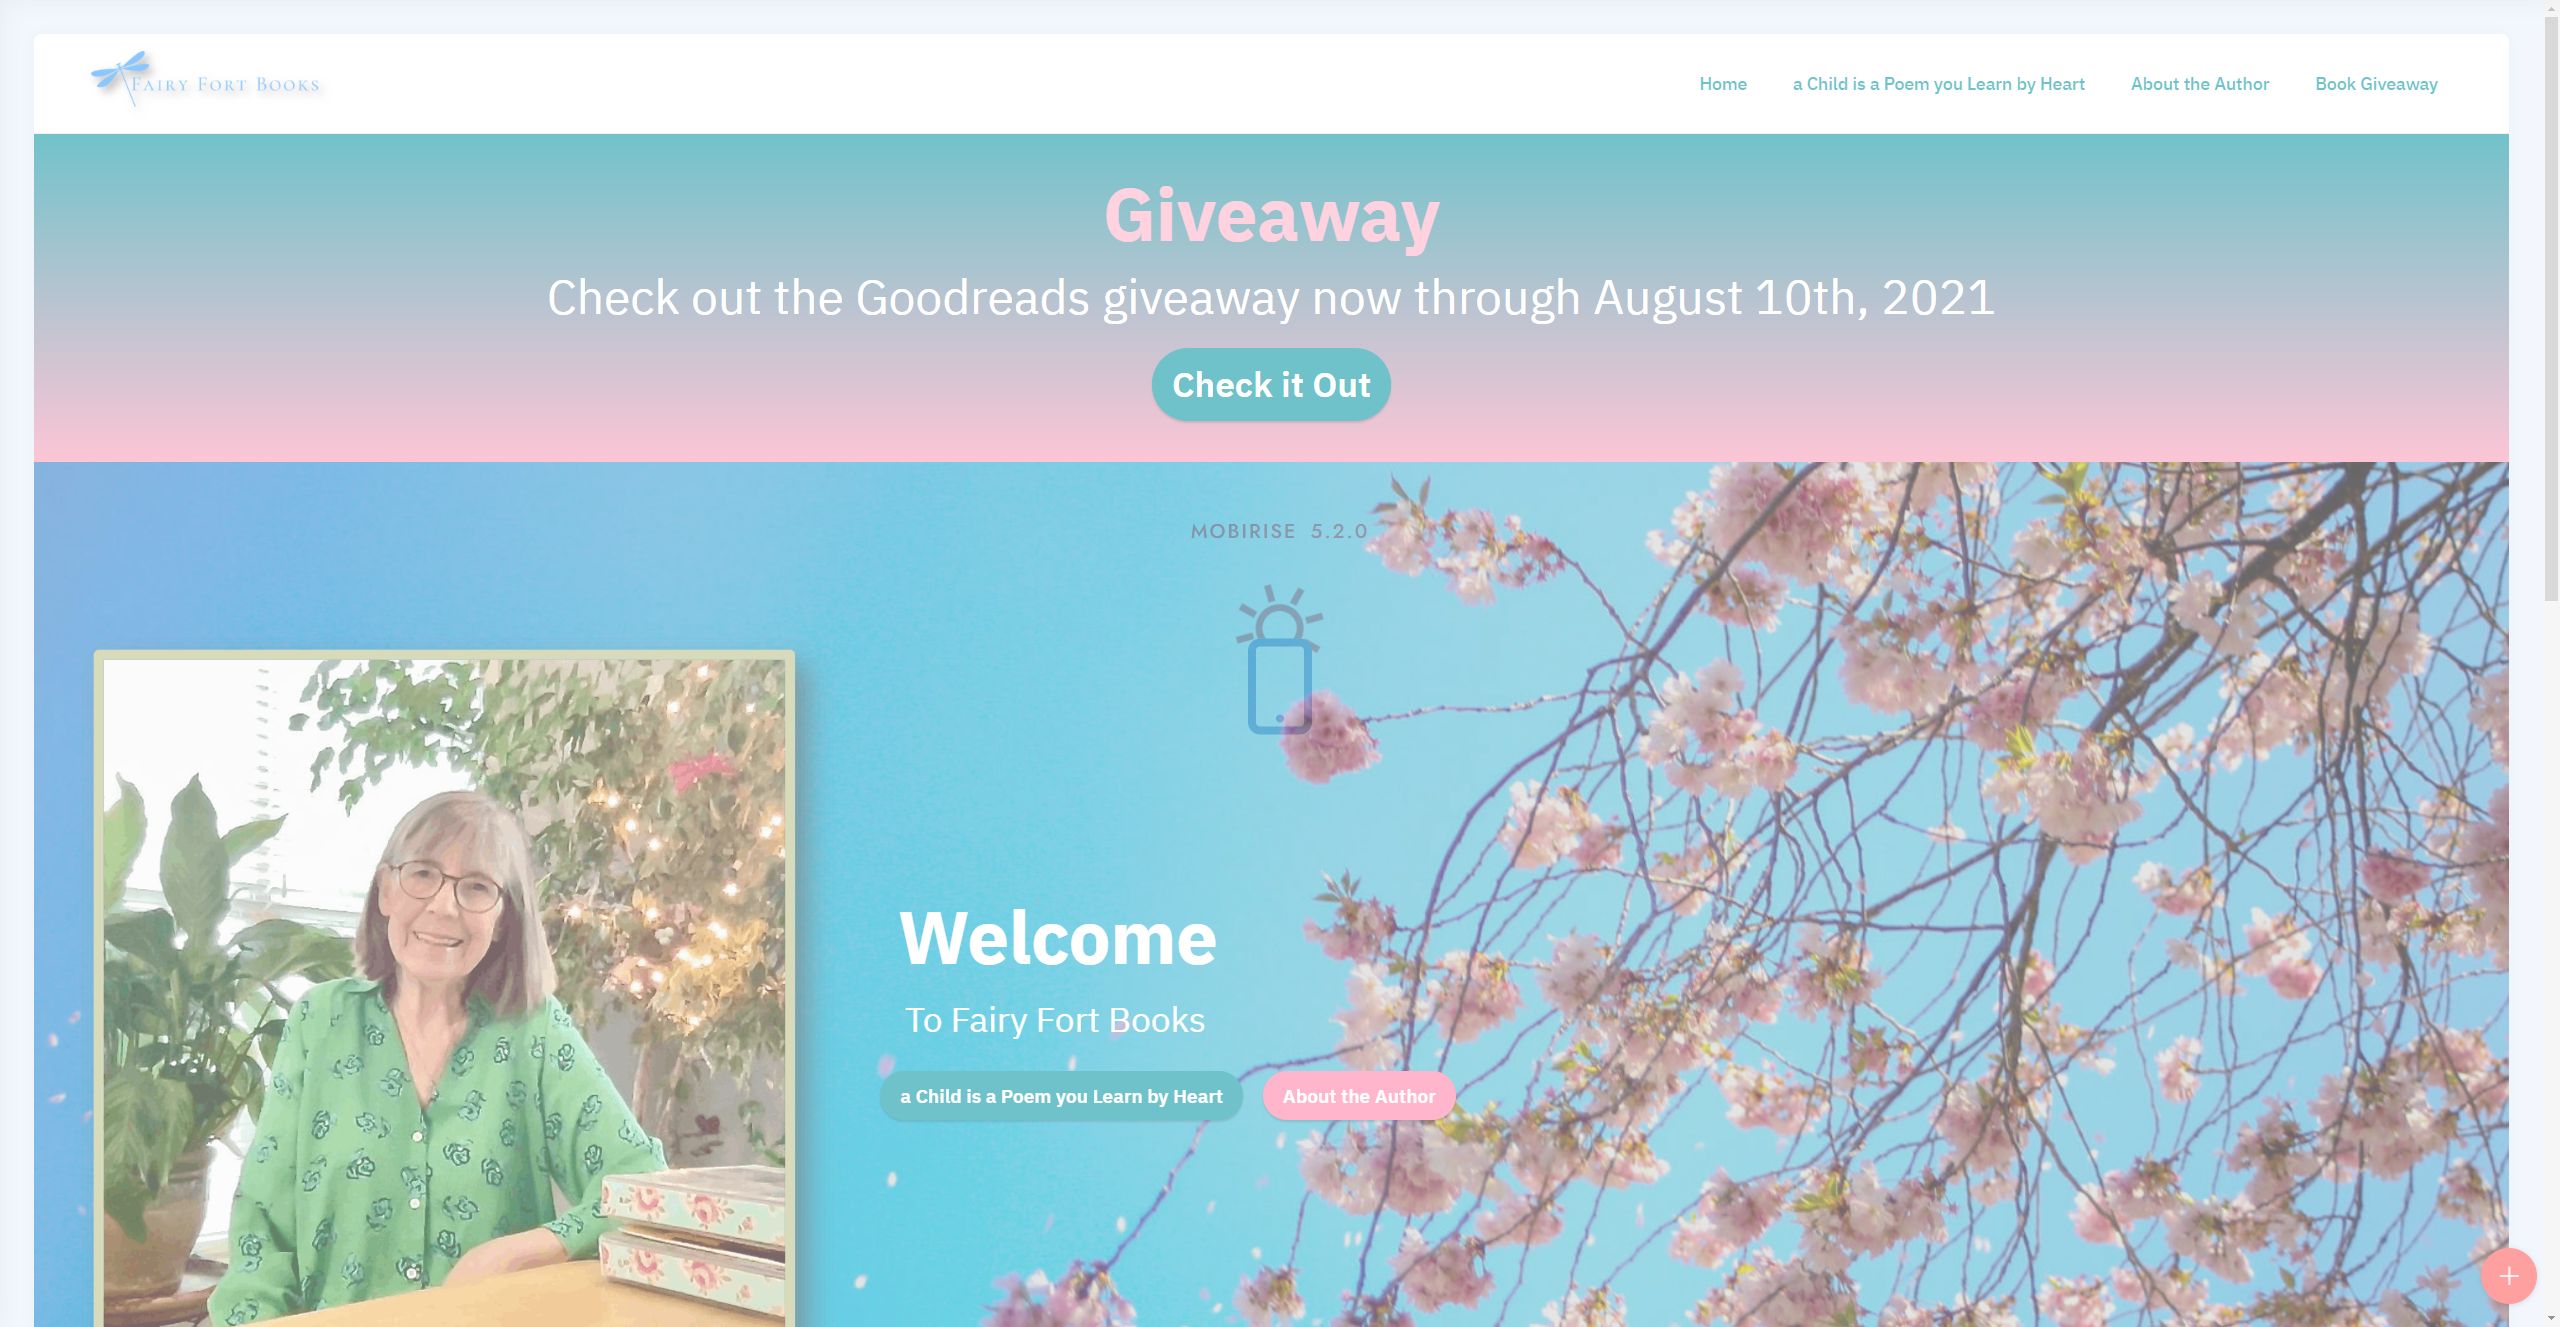 FAIRY FORT BOOKS
Home a Child is a Poem you Learn by Heart About the Author Book Giveaway
Giveaway
Check out the Goodreads giveaway now through August 10th, 2021
Check it Out
MOBIRISE 5.2.0
Welcome
To Fairy Fort Books
a Child is a Poem you Learn by Heart About the Author